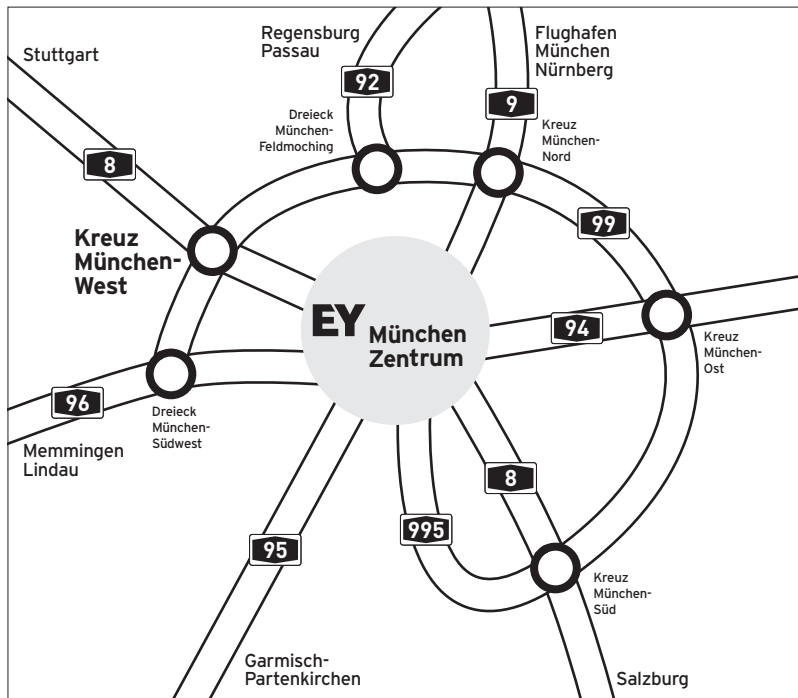 Regensburg
Passau
Flughafen
München
Nürnberg
Stuttgart
92
9
Dreieck
München-
Feldmoching
Kreuz
München-
Nord
8
99
Kreuz
München-
West
EY München
Zentrum
94
Kreuz
München-
Ost
96
Dreieck
München-
Südwest
Memmingen
Lindau
8
995
95
Kreuz
München-
Süd
Garmisch-
Partenkirchen
Salzburg